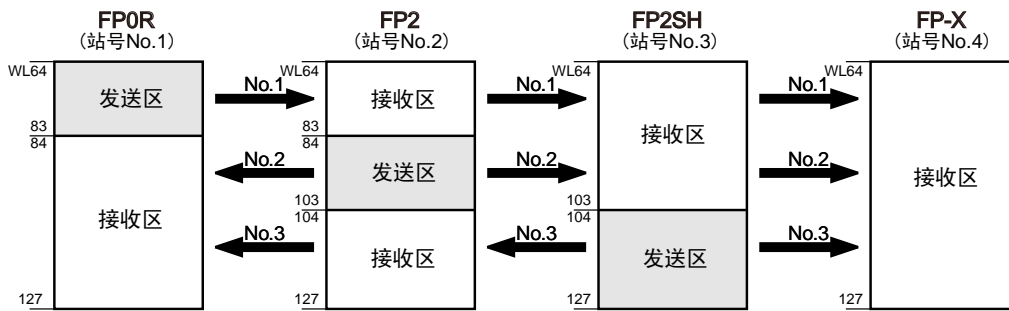 FP0R
(站号No.1)
FP2
(站号No.2)
FP2SH
(站号No.3)
FP-X
(站号No.4)
WL64
发送区
83
84
接收区
127
No.1
No.2
No.3
WL64
接收区
83
84
发送区
103
104
接收区
127
No.1
No.2
No.3
WL64
接收区
103
104
发送区
127
No.1
No.2
No.3
WL64
接收区
127